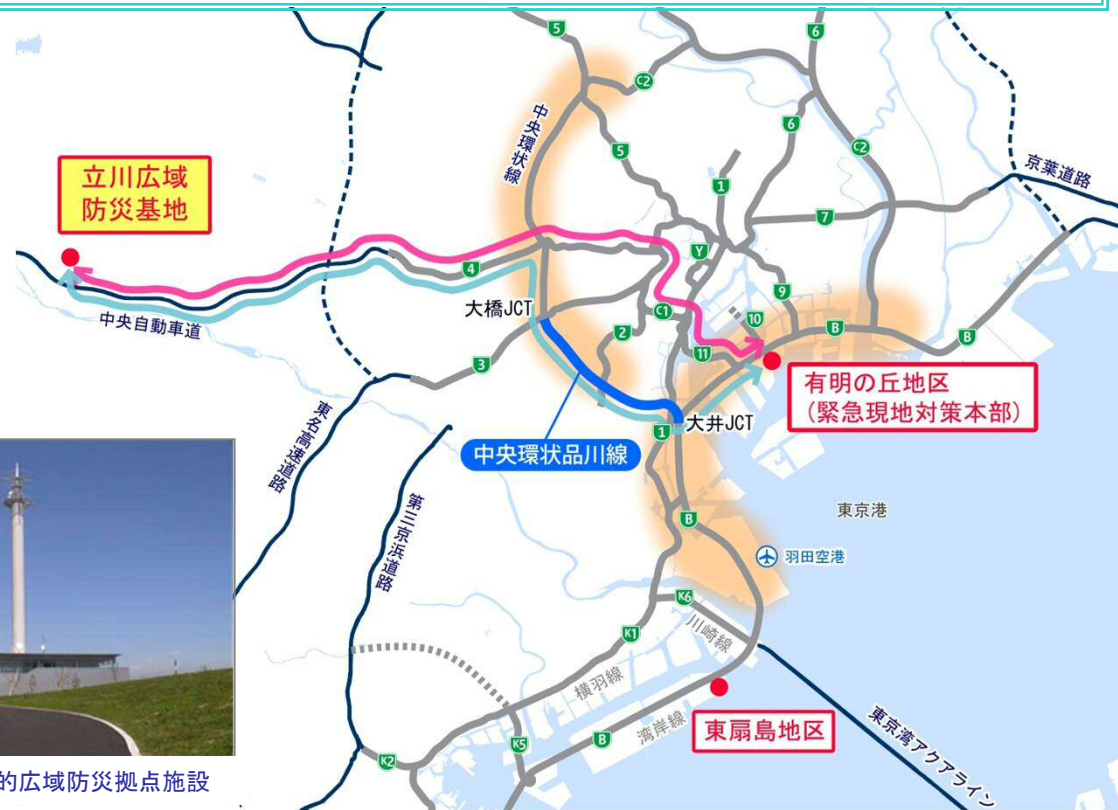 5
6
C2
中央環状線
5
6
C2
京葉道路
立川広域
防災基地
1
7
Y
4
9
中央自動車道
大橋JCT
C1
10
2
B
B
11
3
有明の丘地区
(緊急現地対策本部)
大井JCT
1
中央環状品川線
東名高速道路
第三京浜道路
東京港
B
羽田空港
K6
川崎線
K1
横羽線
東扇島地区
湾岸線
B
K5
K2
東京湾アクアライン
的広域防災拠点施設